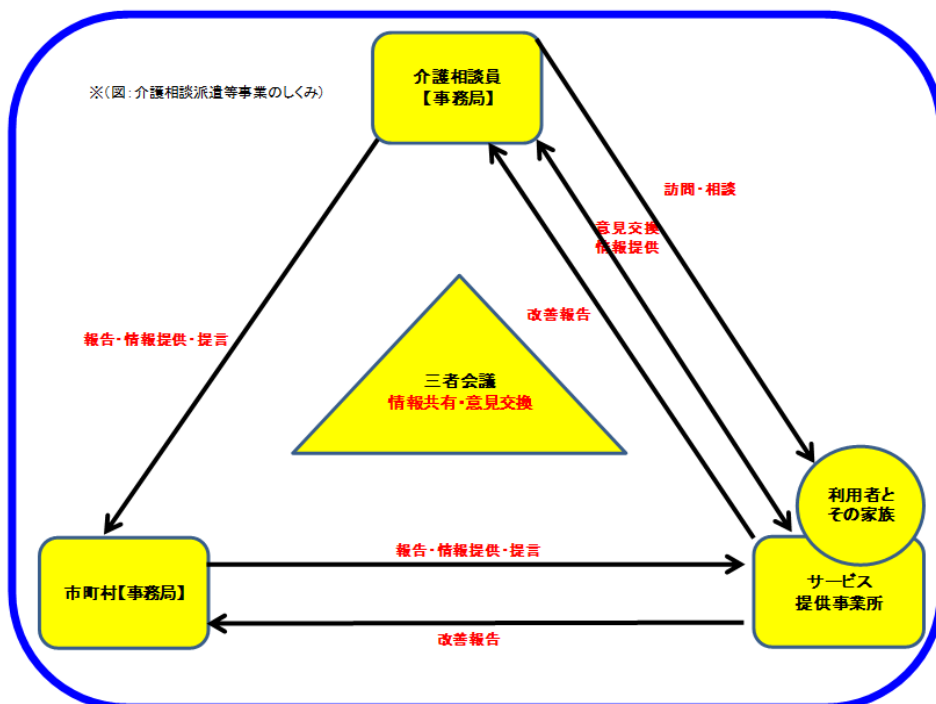 介護相談員
【事務局】
※(図:介護相談派遣等事業のしくみ)
訪問・相談
意見交換
情報提供
改善報告
報告・情報提供・提言
三者会議
情報共有・意見交換
利用者と
その家族
報告・情報提供・提言
市町村【事務局】
サービス
提供事業所
改善報告